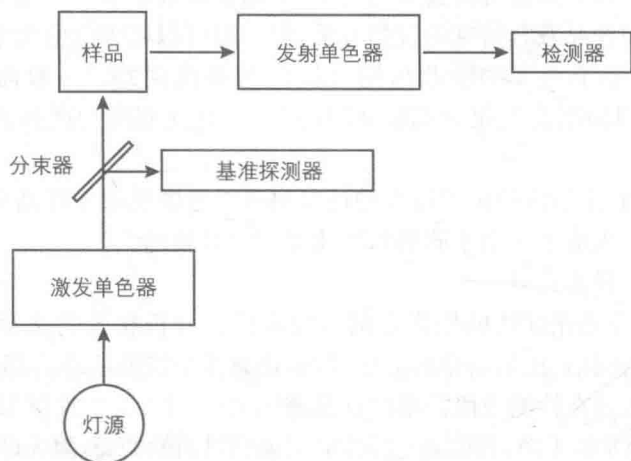 样品
发射单色器
检测器
分束器
基准探测器
激发单色器
灯源